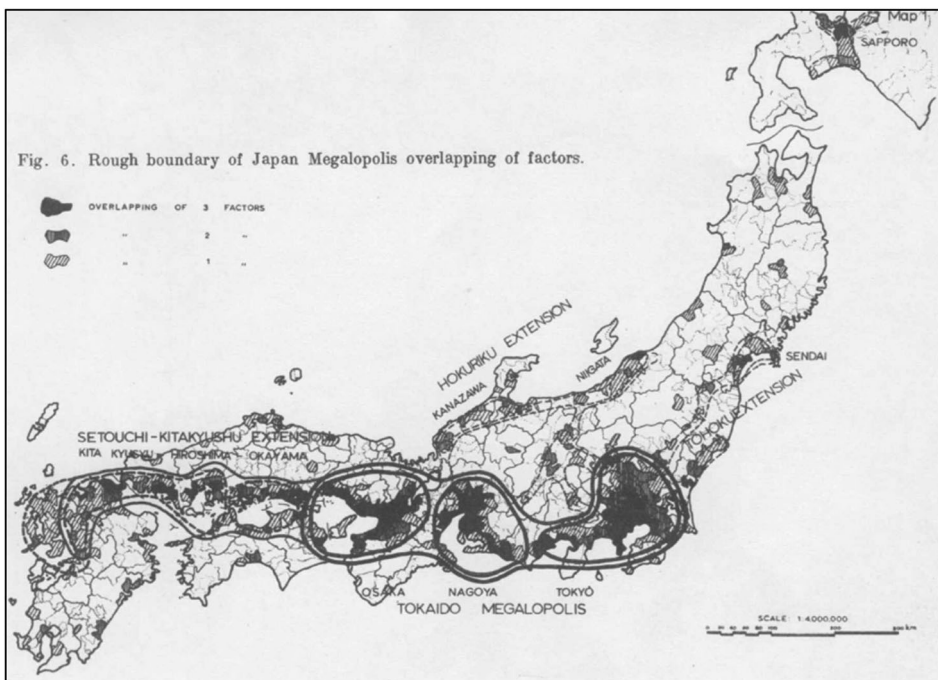 Map 1
SAPPORO
Fig. 6. Rough boundary of Japan Megalopolis overlapping of factors.
OVERLAPPING OF 3 FACTORS
" 2 "
" 1 "
HOKURIKU EXTENSION
KANAZAWA
NIIGATA
SENDAI
TOHOKU EXTENSION
SETOUCHI-KITAKYUSHU EXTENSION
KITA KYUSYU HIROSHIMA OKAYAMA
OSAKA NAGOYA TOKYO
TOKAIDO MEGALOPOLIS
SCALE: 1:4.000.000